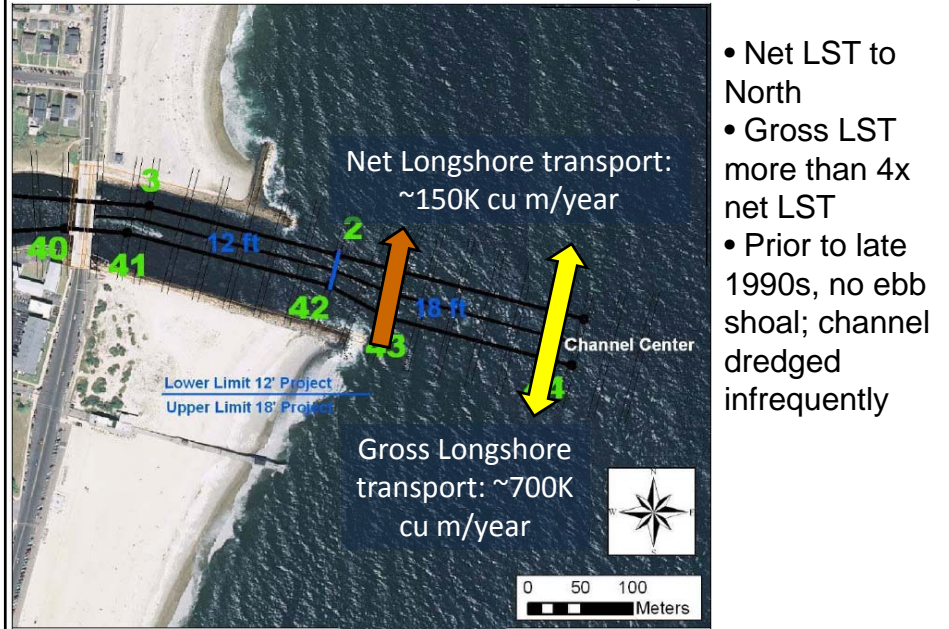 Net Longshore transport:
~150K cu m/year
3
2
12 ft
40
41
42
18 ft
43
Channel Center
Lower Limit 12' Project
Upper Limit 18' Project
Gross Longshore
transport: ~700K
cu m/year
N
W
E
S
0 50 100
Meters
• Net LST to
North
• Gross LST
more than 4x
net LST
• Prior to late
1990s, no ebb
shoal; channel
dredged
infrequently